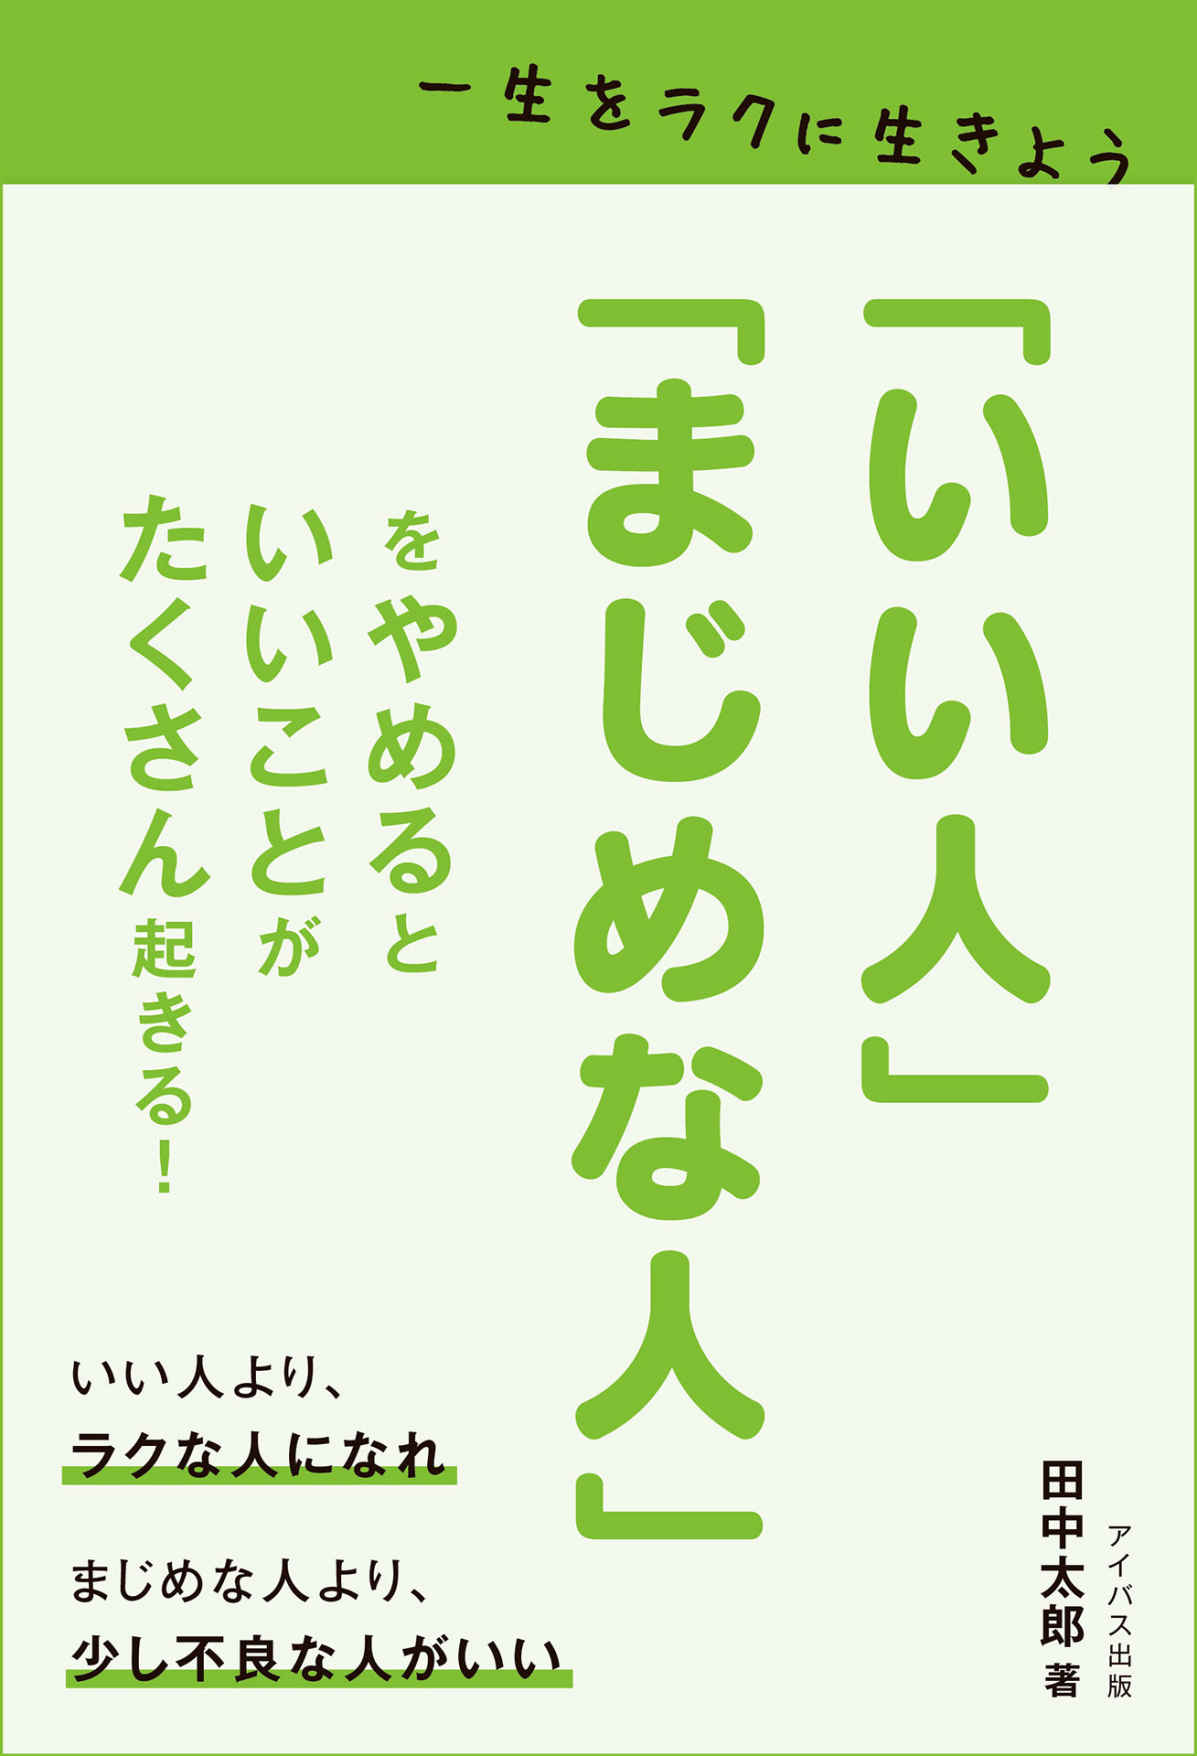 一生をラクに生きよう
「いい人」
「まじめな人」
をやめると
いいことが
たくさん起きる!
いい人より、
ラクな人になれ
まじめな人より、
少し不良な人がいい
アイバス出版
田中太郎 著